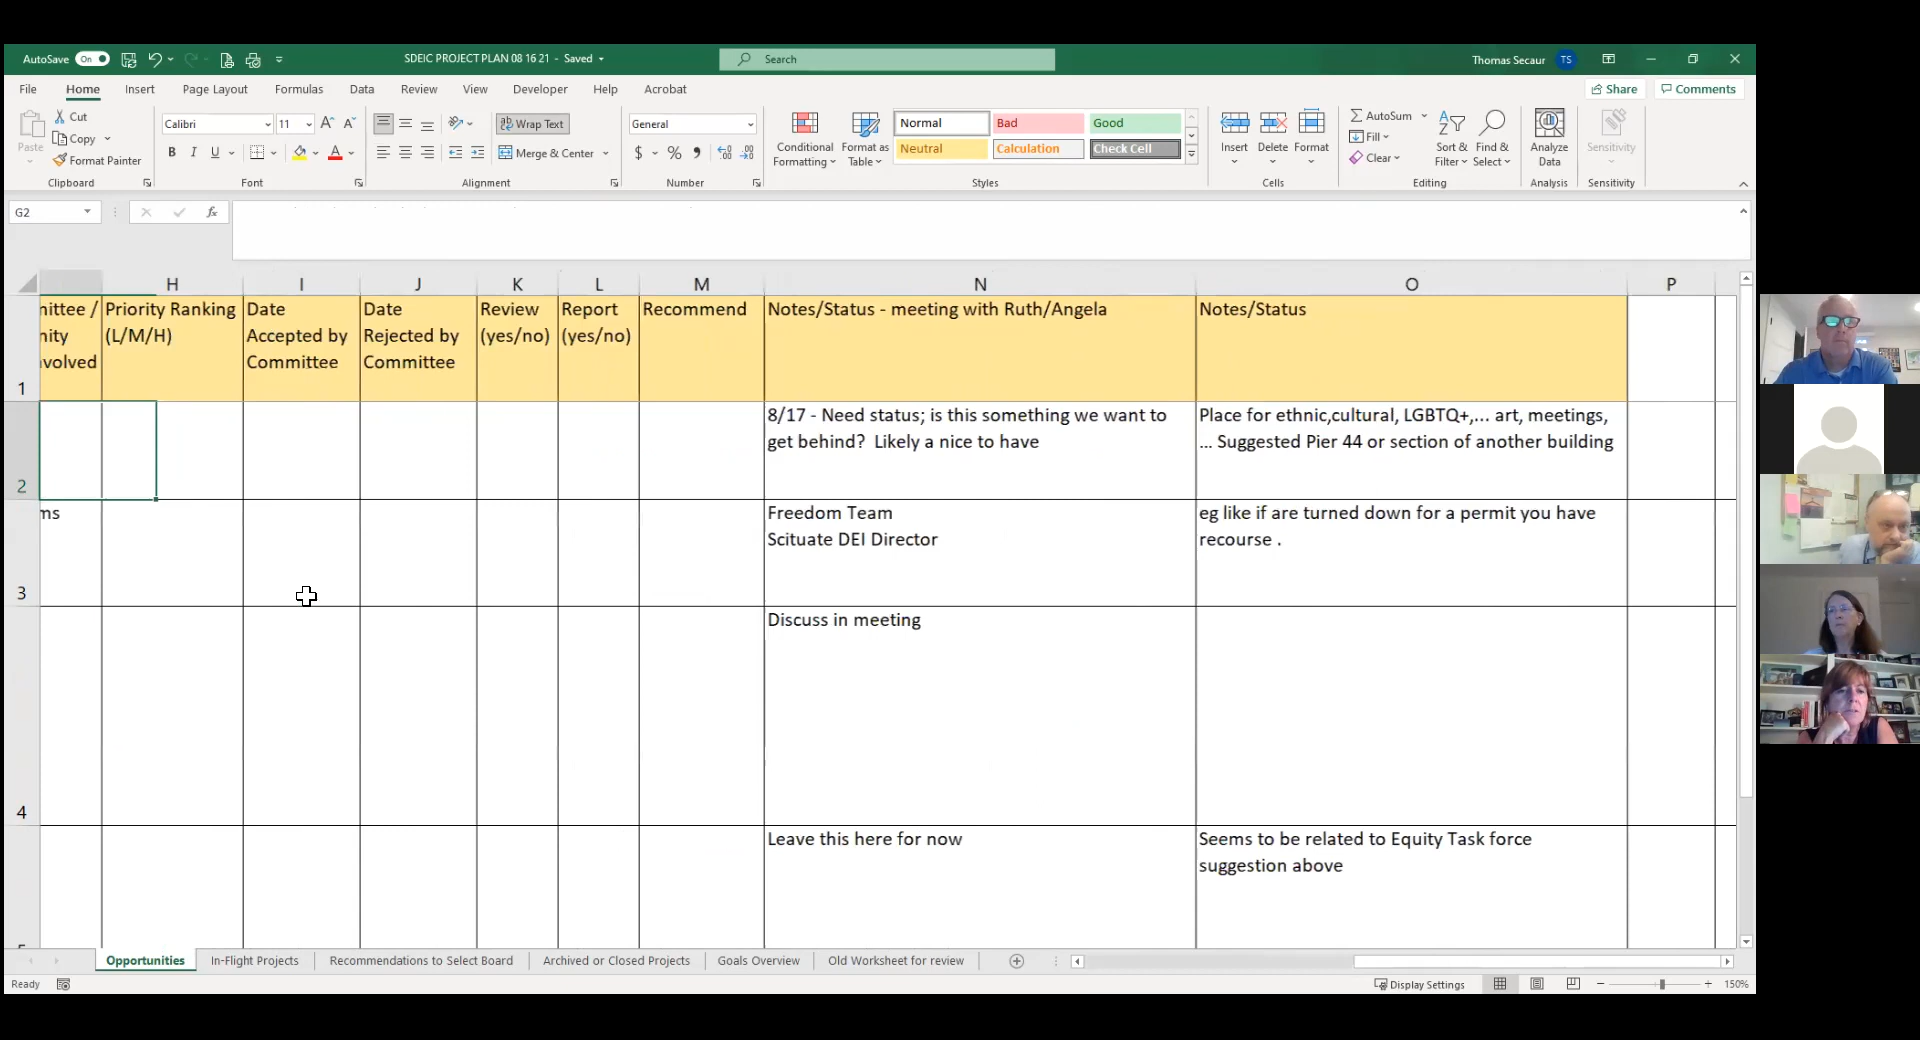 AutoSave On SDEIC PROJECT PLAN 08 16 21 - Saved Search Thomas Secaur TS
File Home Insert Page Layout Formulas Data Review View Developer Help Acrobat Share Comments
Paste
Cut
Copy
Format Painter
Clipboard
Calibri 11
B I U
Font
Wrap Text
Merge & Center
Alignment
General
$ % 9
Number
Conditional
Formatting
Format as
Table
Normal Bad Good
Neutral Calculation Check Cell
Styles
Insert Delete Format
Cells
AutoSum
Fill
Clear
Sort &
Filter
Find &
Select
Editing
Analyze
Data
Analysis
Sensitivity
Sensitivity
G2 fx
H I J K L M N O P
1
nittee /
nity
volved
Priority Ranking
(L/M/H)
Date
Accepted by
Committee
Date
Rejected by
Committee
Review
(yes/no)
Report
(yes/no)
Recommend
Notes/Status - meeting with Ruth/Angela
Notes/Status
2
8/17 - Need status; is this something we want to
get behind? Likely a nice to have
Place for ethnic,cultural, LGBTQ+,... art, meetings,
... Suggested Pier 44 or section of another building
3
ms
Freedom Team
Scituate DEI Director
eg like if are turned down for a permit you have
recourse .
4
Discuss in meeting
Leave this here for now
Seems to be related to Equity Task force
suggestion above
Opportunities In-Flight Projects Recommendations to Select Board Archived or Closed Projects Goals Overview Old Worksheet for review
Ready Display Settings 150%